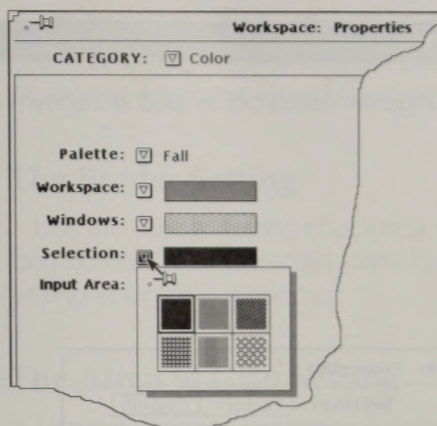 Workspace: Properties
CATEGORY: Color
Palette: Fall
Workspace:
Windows:
Selection:
Input Area: